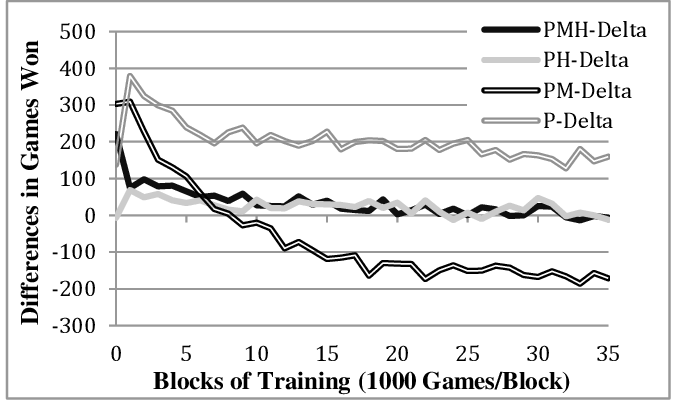 Differences in Games Won
500
400
300
200
100
0
-100
-200
-300
PMH-Delta
PH-Delta
PM-Delta
P-Delta
0 5 10 15 20 25 30 35
Blocks of Training (1000 Games/Block)